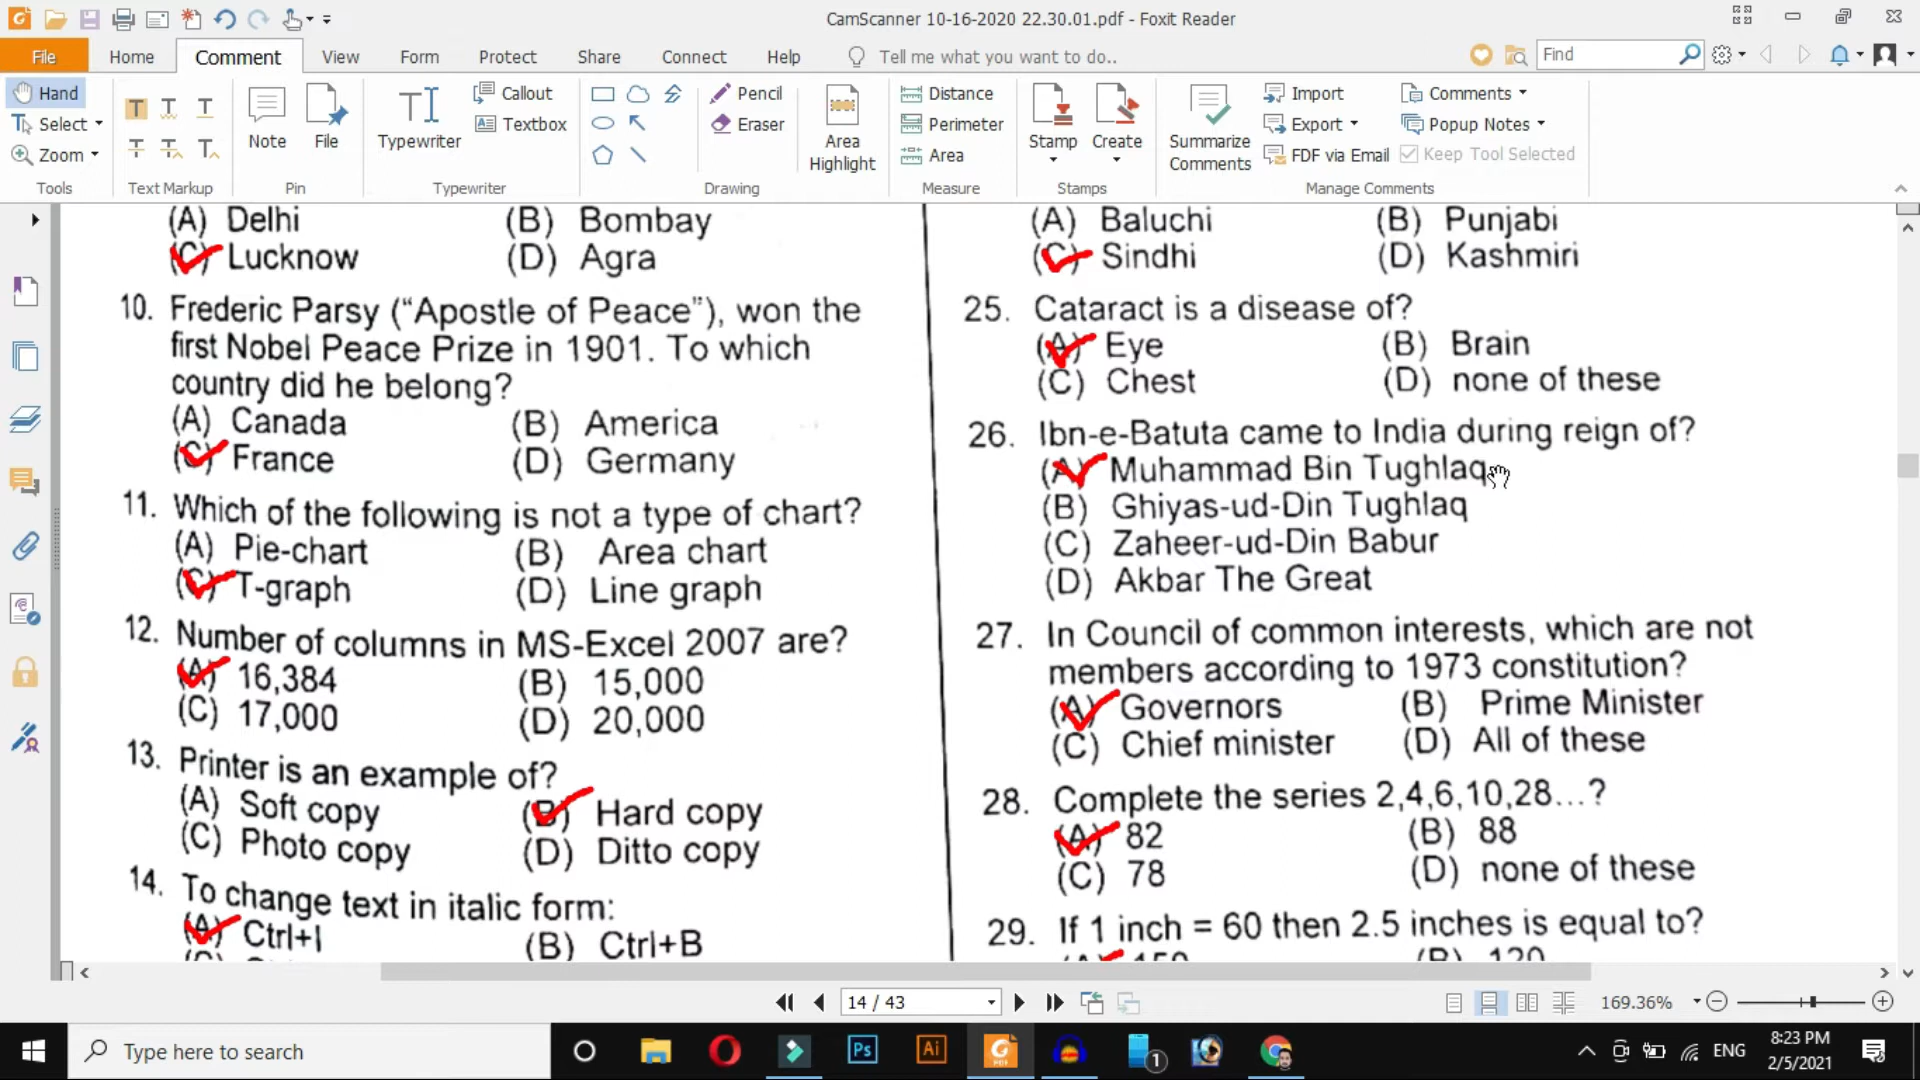 CamScanner 10-16-2020 22.30.01.pdf - Foxit Reader
File Home Comment View Form Protect Share Connect Help Tell me what you want to do.. Find
Hand
Select
Zoom
Tools
Text Markup
Note
File
Pin
Typewriter
Callout
Textbox
Typewriter
Pencil
Eraser
Drawing
Area
Highlight
Distance
Perimeter
Area
Measure
Stamp
Create
Stamps
Summarize
Comments
Import
Export
FDF via Email
Comments
Popup Notes
Keep Tool Selected
Manage Comments
(A) Delhi (B) Bombay
(C) Lucknow (D) Agra
10. Frederic Parsy (“Apostle of Peace”), won the
first Nobel Peace Prize in 1901. To which
country did he belong?
(A) Canada (B) America
(C) France (D) Germany
11. Which of the following is not a type of chart?
(A) Pie-chart (B) Area chart
(C) T-graph (D) Line graph
12. Number of columns in MS-Excel 2007 are?
(A) 16,384 (B) 15,000
(C) 17,000 (D) 20,000
13. Printer is an example of?
(A) Soft copy (B) Hard copy
(C) Photo copy (D) Ditto copy
14. To change text in italic form:
(A) Ctrl+I (B) Ctrl+B
(A) Baluchi (B) Punjabi
(C) Sindhi (D) Kashmiri
25. Cataract is a disease of?
(A) Eye (B) Brain
(C) Chest (D) none of these
26. Ibn-e-Batuta came to India during reign of?
(A) Muhammad Bin Tughlaq
(B) Ghiyas-ud-Din Tughlaq
(C) Zaheer-ud-Din Babur
(D) Akbar The Great
27. In Council of common interests, which are not
members according to 1973 constitution?
(A) Governors (B) Prime Minister
(C) Chief minister (D) All of these
28. Complete the series 2,4,6,10,28...?
(A) 82 (B) 88
(C) 78 (D) none of these
29. If 1 inch = 60 then 2.5 inches is equal to?
(A) 150 (B) 120
14 / 43
169.36%
Type here to search
Ps
Ai
1
ENG
8:23 PM
2/5/2021